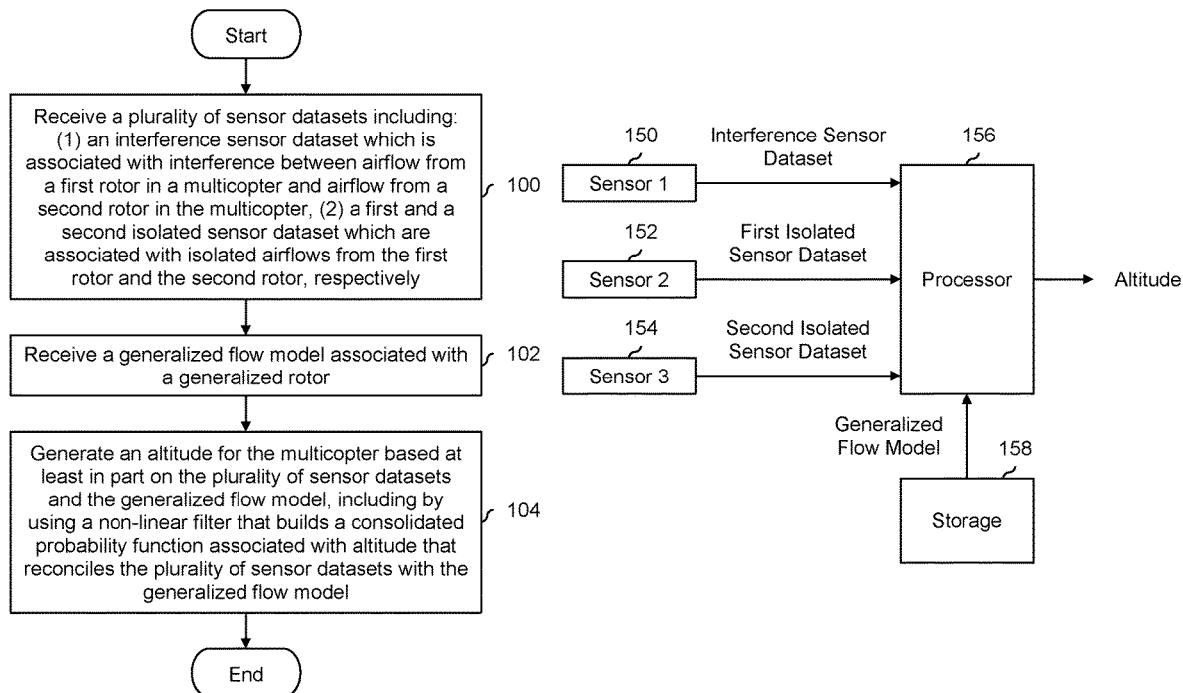 Start
Receive a plurality of sensor datasets including:
(1) an interference sensor dataset which is
associated with interference between airflow from
a first rotor in a multicopter and airflow from a
second rotor in the multicopter, (2) a first and a
second isolated sensor dataset which are
associated with isolated airflows from the first
rotor and the second rotor, respectively
100
Receive a generalized flow model associated with
a generalized rotor
102
Generate an altitude for the multicopter based at
least in part on the plurality of sensor datasets
and the generalized flow model, including by
using a non-linear filter that builds a consolidated
probability function associated with altitude that
reconciles the plurality of sensor datasets with the
generalized flow model
104
End
150
Sensor 1
Interference Sensor
Dataset
152
Sensor 2
First Isolated
Sensor Dataset
154
Sensor 3
Second Isolated
Sensor Dataset
156
Processor
Altitude
Generalized
Flow Model
158
Storage